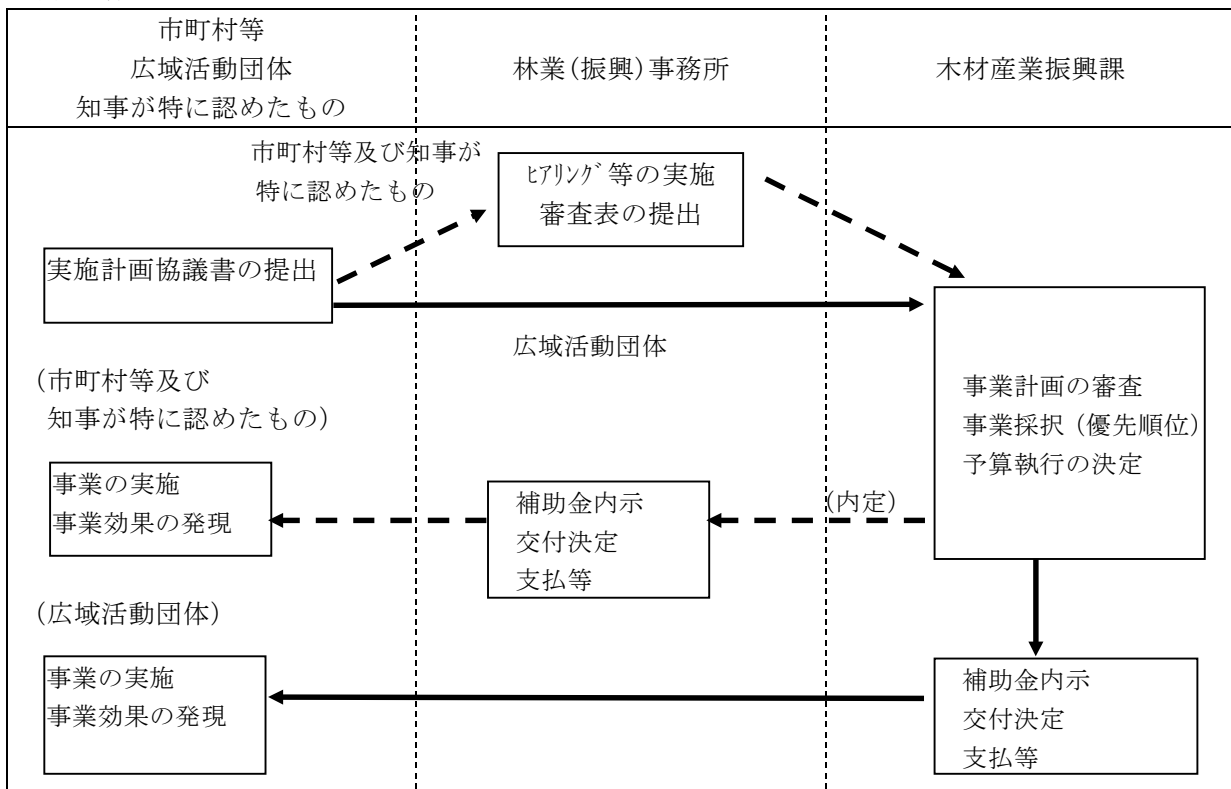 市町村等
広域活動団体
知事が特に認めたもの
林業(振興)事務所
木材産業振興課
市町村等及び知事が
特に認めたもの
ﾋｱﾘﾝｸﾞ等の実施
審査表の提出
実施計画協議書の提出
広域活動団体
事業計画の審査
事業採択（優先順位）
予算執行の決定
(市町村等及び
知事が特に認めたもの)
事業の実施
事業効果の発現
補助金内示
交付決定
支払等
(内定)
(広域活動団体)
事業の実施
事業効果の発現
補助金内示
交付決定
支払等